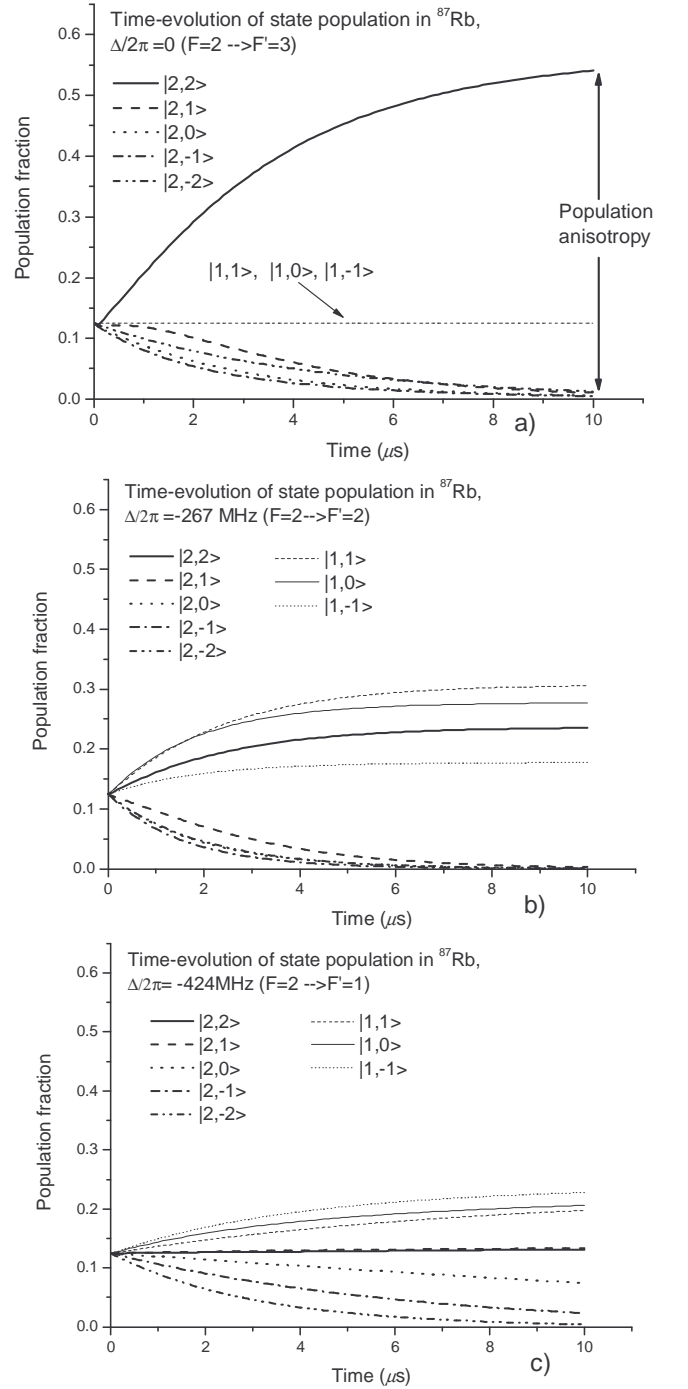 Time-evolution of state population in ⁸⁷Rb,
Δ/2π =0 (F=2 -->F'=3)
|2,2>
|2,1>
|2,0>
|2,-1>
|2,-2>
|1,1>, |1,0>, |1,-1>
Population
anisotropy
0.6
0.5
0.4
0.3
0.2
0.1
0.0
Population fraction
0 2 4 6 8 10
Time (μs)
a)
Time-evolution of state population in ⁸⁷Rb,
Δ/2π =-267 MHz (F=2-->F'=2)
|2,2> |1,1>
|2,1> |1,0>
|2,0> |1,-1>
|2,-1>
|2,-2>
0.6
0.5
0.4
0.3
0.2
0.1
0.0
Population fraction
0 2 4 6 8 10
Time (μs)
b)
Time-evolution of state population in ⁸⁷Rb,
Δ/2π= -424MHz (F=2 -->F'=1)
|2,2> |1,1>
|2,1> |1,0>
|2,0> |1,-1>
|2,-1>
|2,-2>
0.6
0.5
0.4
0.3
0.2
0.1
0.0
Population fraction
0 2 4 6 8 10
Time (μs)
c)